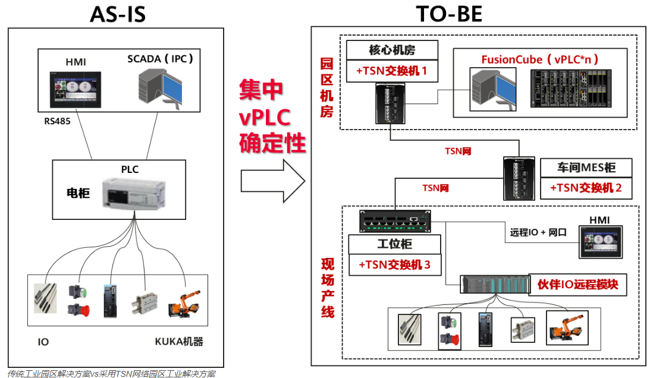 AS-IS
TO-BE
HMI
SCADA（IPC）
RS485
PLC
电柜
IO
KUKA机器
集中
vPLC
确定性
园区机房
核心机房
+TSN交换机1
FusionCube（vPLC*n）
TSN网
车间MES柜
+TSN交换机2
TSN网
现场产线
工位柜
+TSN交换机3
远程IO + 网口
HMI
伙伴IO远程模块
传统工业园区解决方案vs采用TSN网络园区工业解决方案